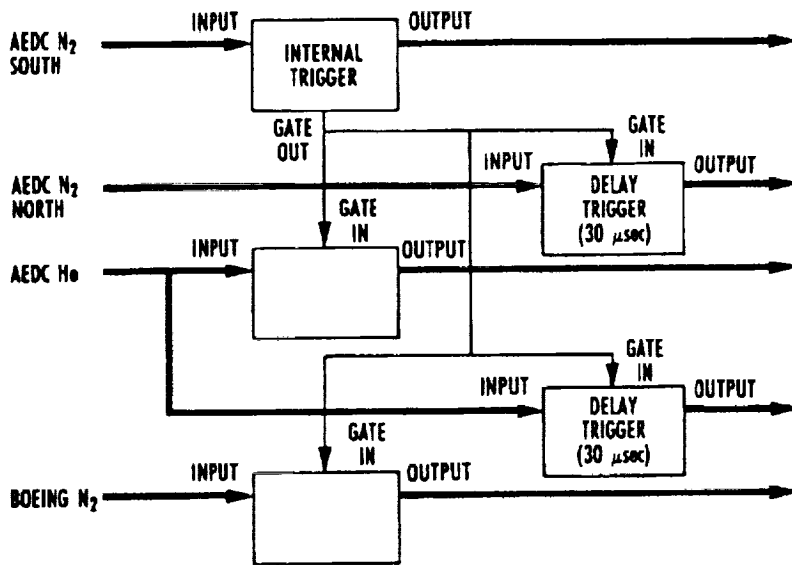 AEDC N2 SOUTH
INPUT
INTERNAL TRIGGER
OUTPUT
GATE OUT
AEDC N2 NORTH
INPUT
GATE IN
DELAY TRIGGER (30 μsec)
OUTPUT
AEDC He
INPUT
GATE IN
OUTPUT
INPUT
GATE IN
DELAY TRIGGER (30 μsec)
OUTPUT
BOEING N2
INPUT
GATE IN
OUTPUT